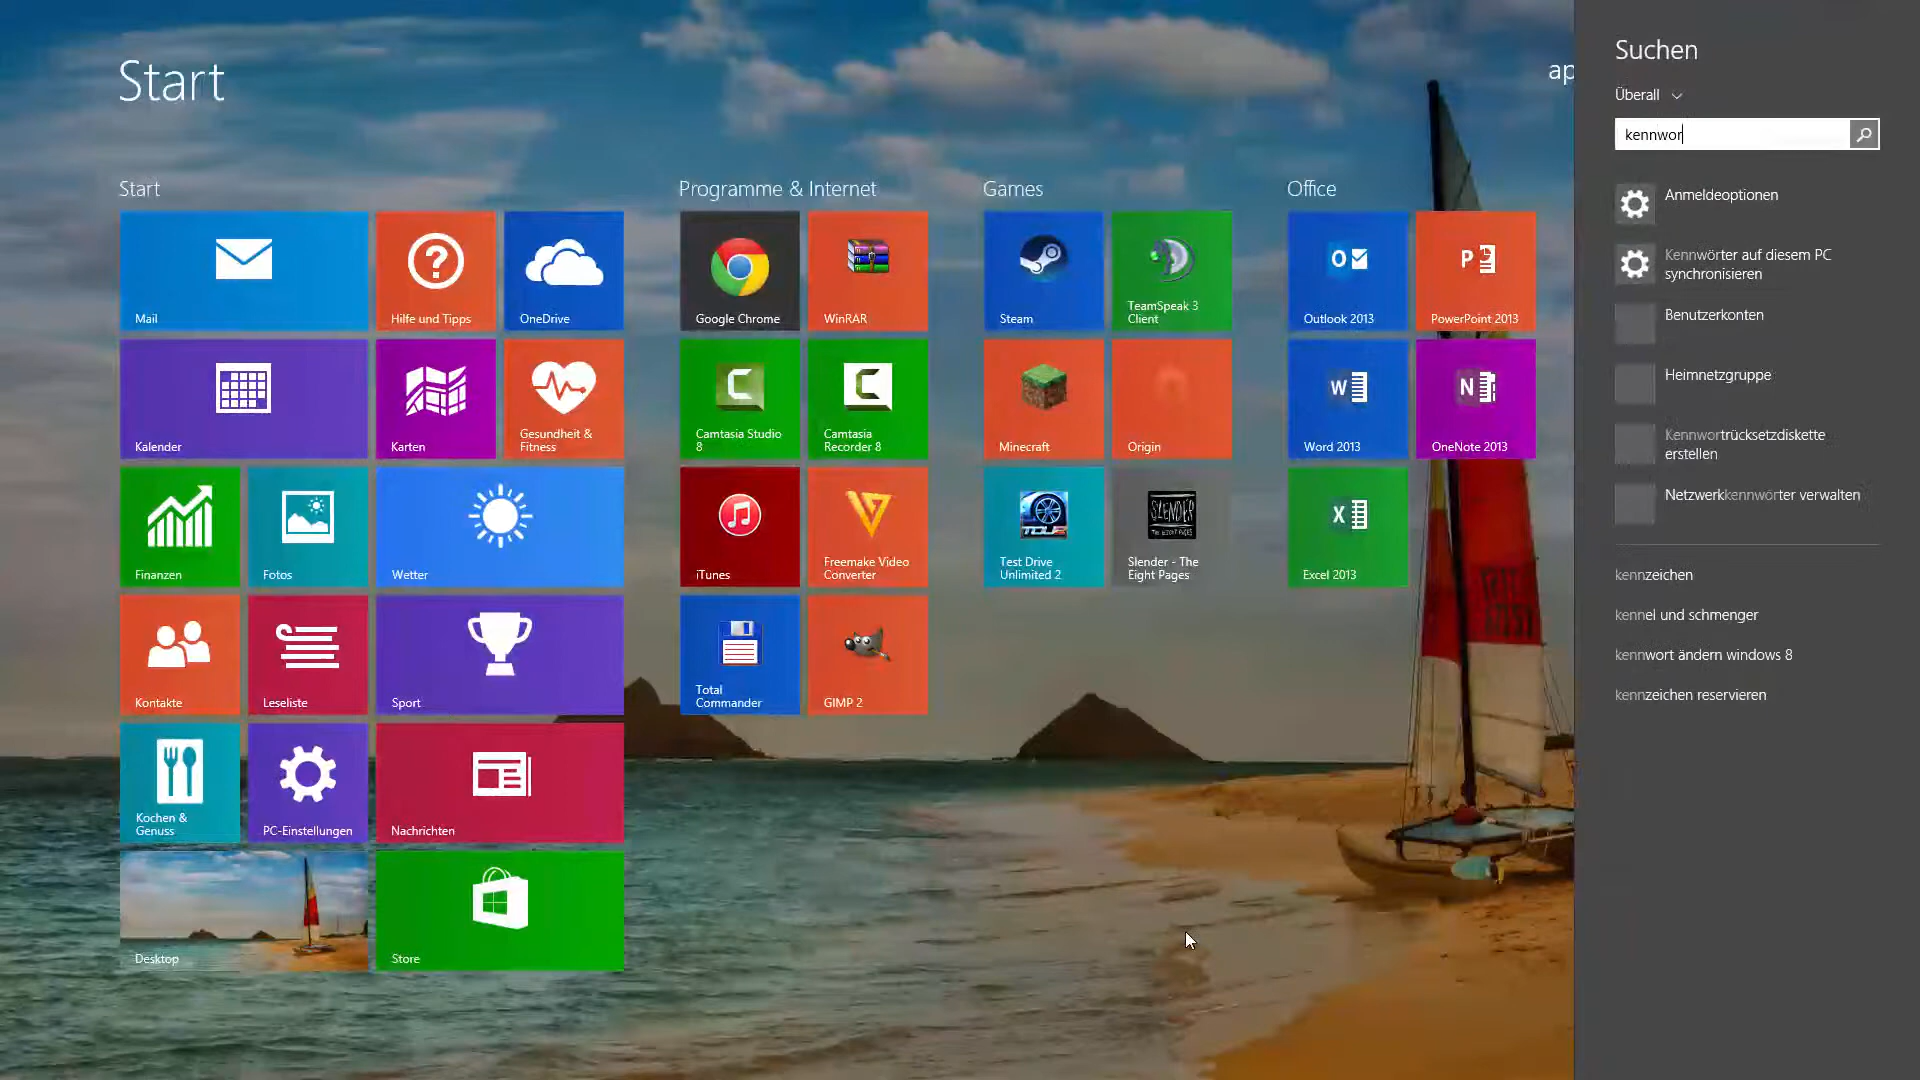 Start
ap
Start
Mail
Hilfe und Tipps
OneDrive
Kalender
Karten
Gesundheit &
Fitness
Finanzen
Fotos
Wetter
Kontakte
Leseliste
Sport
Kochen &
Genuss
PC-Einstellungen
Nachrichten
Desktop
Store
Programme & Internet
Google Chrome
WinRAR
Camtasia Studio
8
Camtasia
Recorder 8
iTunes
Freemake Video
Converter
Total
Commander
GIMP 2
Games
Steam
TeamSpeak 3
Client
Minecraft
Origin
TDU2
Test Drive
Unlimited 2
SLENDER
THE EIGHT PAGES
Slender - The
Eight Pages
Office
Outlook 2013
PowerPoint 2013
Word 2013
OneNote 2013
Excel 2013
Suchen
Überall
kennwor
Anmeldeoptionen
Kennwörter auf diesem PC
synchronisieren
Benutzerkonten
Heimnetzgruppe
Kennwortrücksetzdiskette
erstellen
Netzwerkkennwörter verwalten
kennzeichen
kennel und schmenger
kennwort ändern windows 8
kennzeichen reservieren